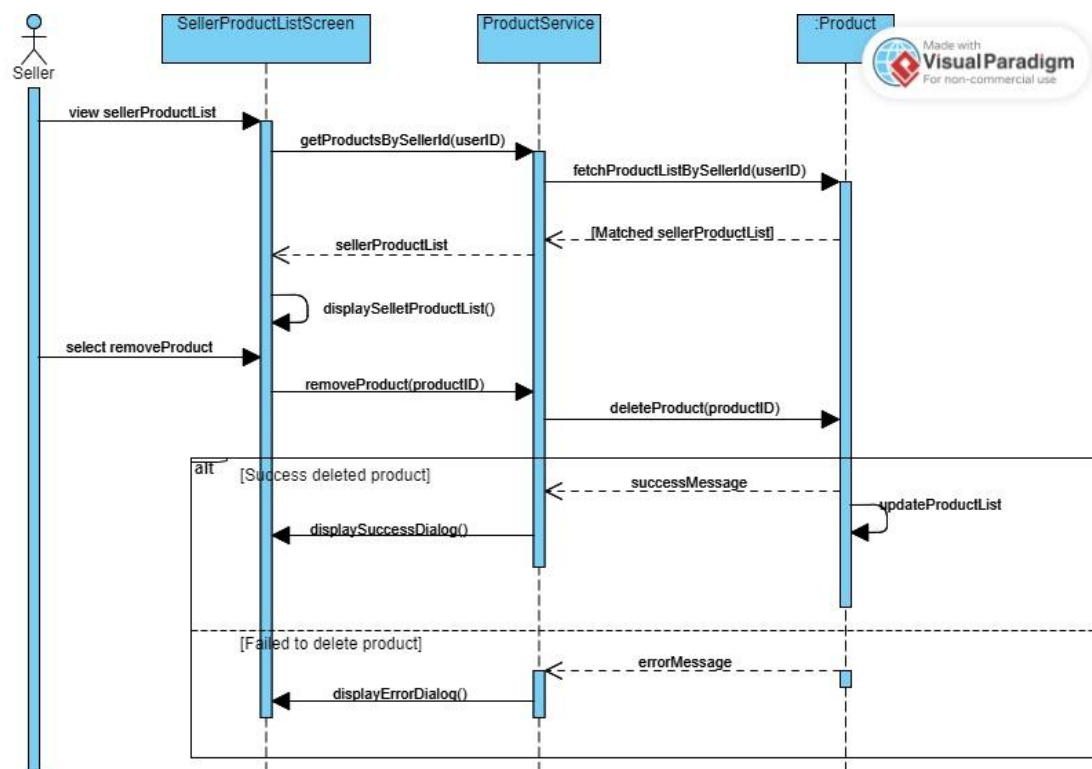 SellerProductListScreen
ProductService
:Product
Made with
Visual Paradigm
For non-commercial use
Seller
view sellerProductList
getProductsBySellerId(userID)
fetchProductListBySellerId(userID)
[Matched sellerProductList]
sellerProductList
displaySelletProductList()
select removeProduct
removeProduct(productID)
deleteProduct(productID)
alt
[Success deleted product]
successMessage
updateProductList
displaySuccessDialog()
[Failed to delete product]
errorMessage
displayErrorDialog()